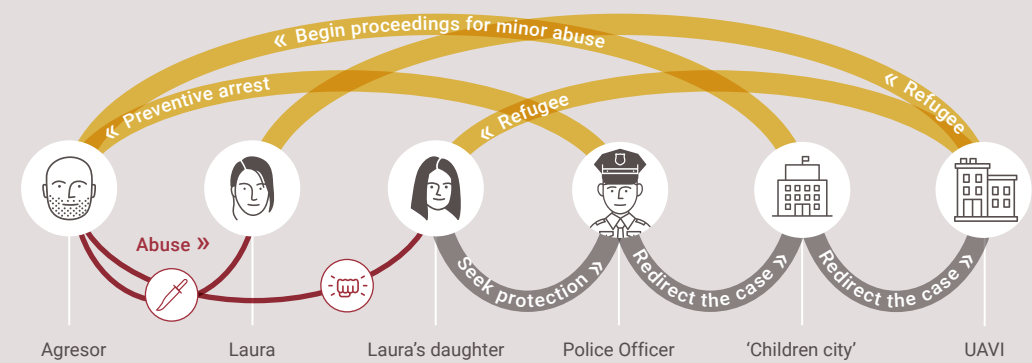 « Begin proceedings for minor abuse
« Preventive arrest
« Refugee
« Refugee
Abuse »
Seek protection »
Redirect the case »
Redirect the case »
Agresor
Laura
Laura's daughter
Police Officer
'Children city'
UAVI